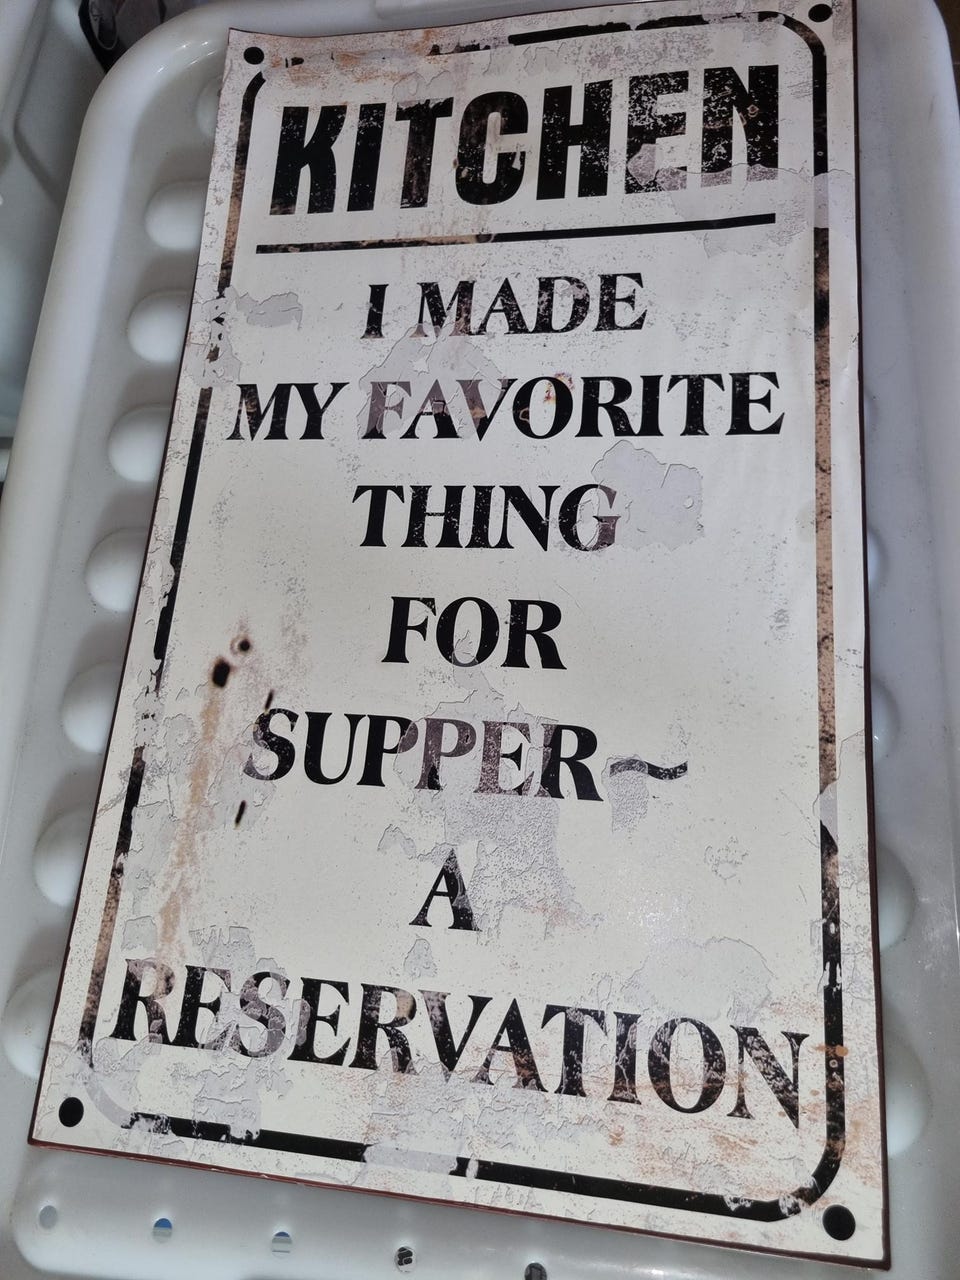 KITCHEN
I MADE
MY FAVORITE
THING
FOR
SUPPER~
A
RESERVATION